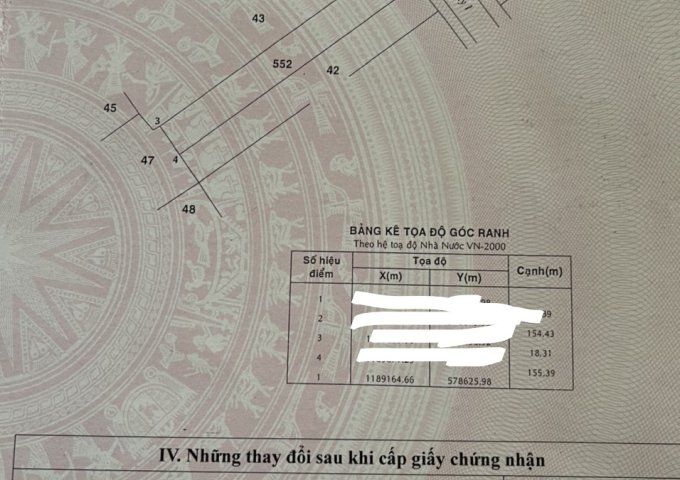 43
552
42
45
3
47
4
48
BẢNG KÊ TỌA ĐỘ GÓC RANH
Theo hệ toạ độ Nhà Nước VN-2000
Số hiệu điểm
Tọa độ
Cạnh(m)
X(m)
Y(m)
1
2
154.43
3
18.31
4
155.39
1
1189164.66
578625.98
IV. Những thay đổi sau khi cấp giấy chứng nhận